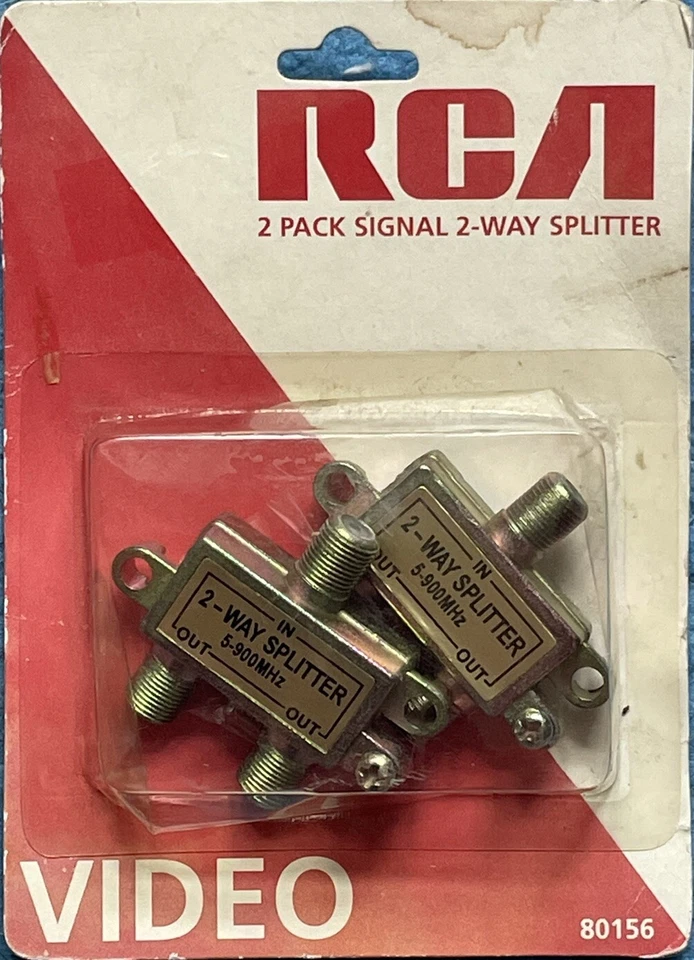 RCA
2 PACK SIGNAL 2-WAY SPLITTER
IN
2-WAY SPLITTER
5-900MHz
OUT
OUT
IN
2-WAY SPLITTER
5-900MHz
OUT
OUT
VIDEO
80156